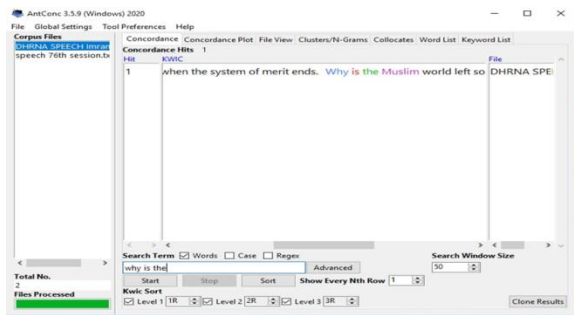 AntConc 3.5.9 (Windows) 2020
File Global Settings Tool Preferences Help
Corpus Files
DHRNA SPEECH Imran
speech 76th session.tx
Concordance Concordance Plot File View Clusters/N-Grams Collocates Word List Keyword List
Concordance Hits 1
Hit KWIC File
1 when the system of merit ends. Why is the Muslim world left so DHRNA SPE
Search Term Words Case Regex Search Window Size
why is the Advanced 50
Start Stop Sort Show Every Nth Row 1
Kwic Sort
Level 1 1R Level 2 2R Level 3 3R Clone Results
Total No.
2
Files Processed